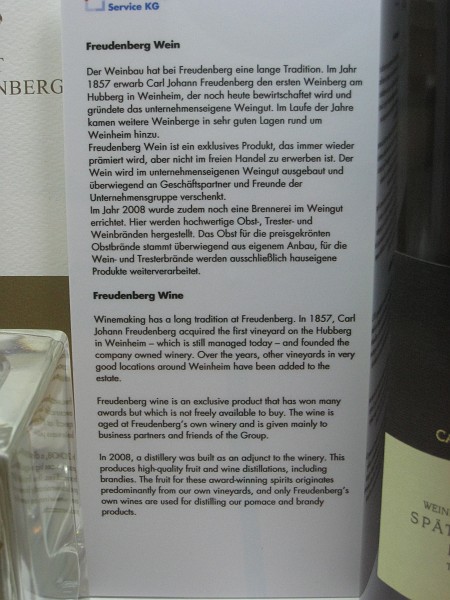 Service KG
Freudenberg Wein
Der Weinbau hat bei Freudenberg eine lange Tradition. Im Jahr
1857 erwarb Carl Johann Freudenberg den ersten Weinberg am
Hubberg in Weinheim, der noch heute bewirtschaftet wird und
gründete das unternehmenseigene Weingut. Im Laufe der Jahre
kamen weitere Weinberge in sehr guten Lagen rund um
Weinheim hinzu.
Freudenberg Wein ist ein exklusives Produkt, das immer wieder
prämiert wird, aber nicht im freien Handel zu erwerben ist. Der
Wein wird im unternehmenseigenen Weingut ausgebaut und
überwiegend an Geschäftspartner und Freunde der
Unternehmensgruppe verschenkt.
Im Jahr 2008 wurde zudem noch eine Brennerei im Weingut
errichtet. Hier werden hochwertige Obst-, Trester- und
Weinbränden hergestellt. Das Obst für die preisgekrönten
Obstbrände stammt überwiegend aus eigenem Anbau, für die
Wein- und Tresterbrände werden ausschließlich hauseigene
Produkte weiterverarbeitet.
Freudenberg Wine
Winemaking has a long tradition at Freudenberg. In 1857, Carl
Johann Freudenberg acquired the first vineyard on the Hubberg
in Weinheim – which is still managed today – and founded the
company owned winery. Over the years, other vineyards in very
good locations around Weinheim have been added to the
estate.
Freudenberg wine is an exclusive product that has won many
awards but which is not freely available to buy. The wine is
aged at Freudenberg's own winery and is given mainly to
business partners and friends of the Group.
In 2008, a distillery was built as an adjunct to the winery. This
produces high-quality fruit and wine distillations, including
brandies. The fruit for these award-winning spirits originates
predominantly from our own vineyards, and only Freudenberg's
own wines are used for distilling our pomace and brandy
products.
NBERG
CA
WEIN
SPÄT